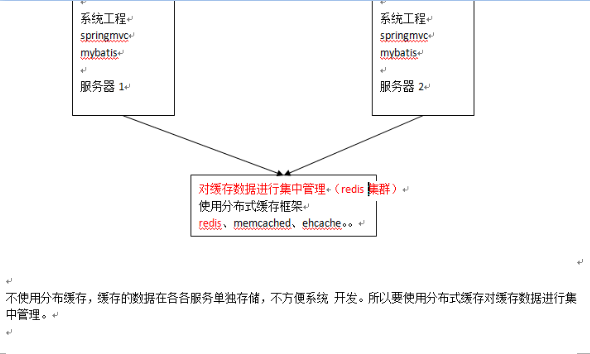 系统工程
springmvc
mybatis
服务器 1
系统工程
springmvc
mybatis
服务器 2
对缓存数据进行集中管理（redis 集群）
使用分布式缓存框架
redis、memcached、ehcache。。
不使用分布缓存，缓存的数据在各各服务单独存储，不方便系统 开发。所以要使用分布式缓存对缓存数据进行集
中管理。